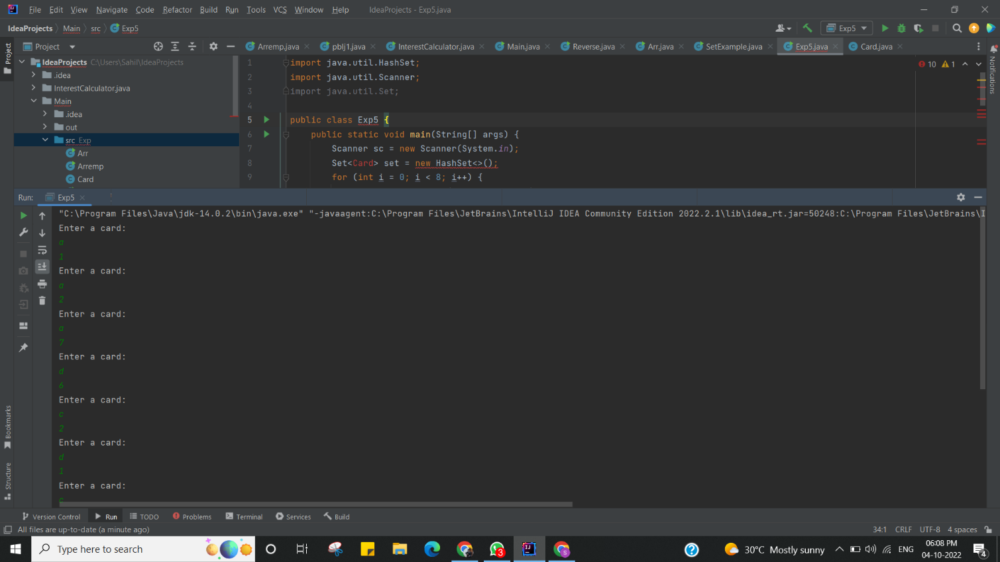 File Edit View Navigate Code Refactor Build Run Tools VCS Window Help IdeaProjects - Exp5.java
IdeaProjects Main src Exp5
Exp5
Project
Arremp.java pblj1.java InterestCalculator.java Main.java Reverse.java Arr.java SetExample.java Exp5.java Card.java
Project
Notifications
IdeaProjects C:\Users\Sahil\IdeaProjects
.idea
InterestCalculator.java
Main
.idea
out
src Exp
Arr
Arremp
Card
10 1
1 import java.util.HashSet;
2 import java.util.Scanner;
3 import java.util.Set;
4
5 public class Exp5 {
6 public static void main(String[] args) {
7 Scanner sc = new Scanner(System.in);
8 Set<Card> set = new HashSet<>();
9 for (int i = 0; i < 8; i++) {
Run: Exp5
"C:\Program Files\Java\jdk-14.0.2\bin\java.exe" "-javaagent:C:\Program Files\JetBrains\IntelliJ IDEA Community Edition 2022.2.1\lib\idea_rt.jar=50248:C:\Program Files\JetBrains\I
Enter a card:
a
1
Enter a card:
a
2
Enter a card:
a
7
Enter a card:
d
6
Enter a card:
c
2
Enter a card:
d
1
Enter a card:
c
Bookmarks
Structure
Version Control Run TODO Problems Terminal Services Build
All files are up-to-date (a minute ago)
34:1 CRLF UTF-8 4 spaces
Type here to search
3
S
30°C Mostly sunny
ENG
06:08 PM
04-10-2022
4